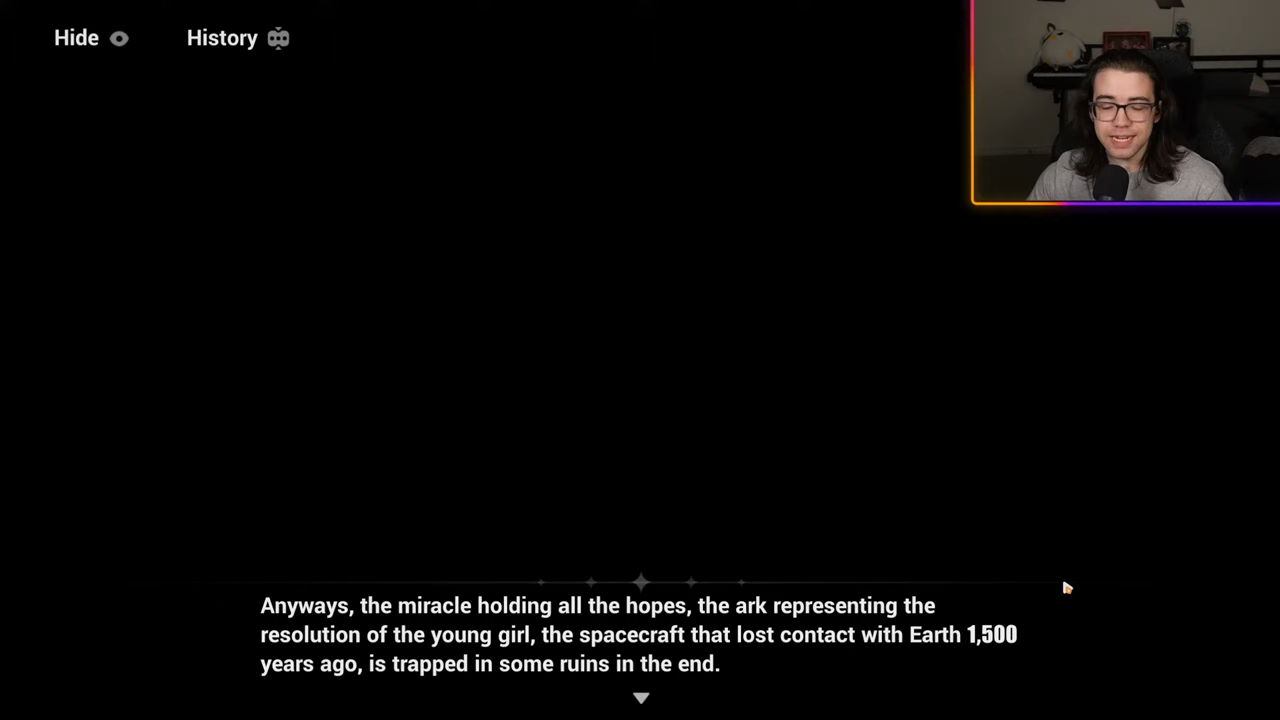 Hide
History
Anyways, the miracle holding all the hopes, the ark representing the
resolution of the young girl, the spacecraft that lost contact with Earth 1,500
years ago, is trapped in some ruins in the end.